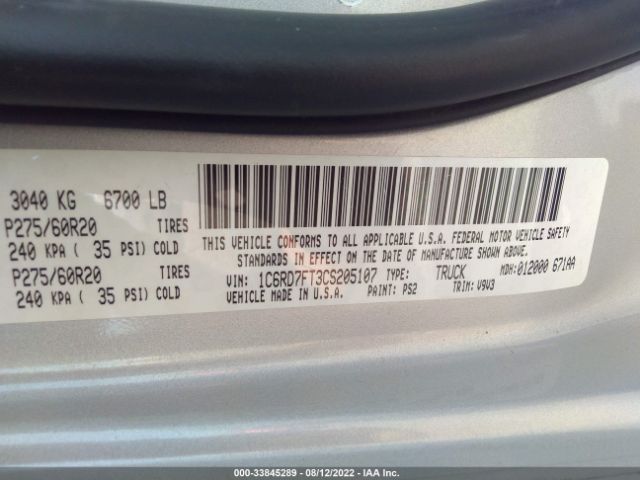 3040 KG 6700 LB
P275/60R20 TIRES
240 KPA ( 35 PSI) COLD
P275/60R20 TIRES
240 KPA ( 35 PSI) COLD
THIS VEHICLE CONFORMS TO ALL APPLICABLE U.S.A. FEDERAL MOTOR VEHICLE SAFETY
STANDARDS IN EFFECT ON THE DATE OF MANUFACTURE SHOWN ABOVE.
VIN: 1C6RD7FT3CS205107 TYPE: TRUCK MDH: 012000 671AA
VEHICLE MADE IN U.S.A. PAINT: PS2 TRIM: V9V3
000-33845289 - 08/12/2022 - IAA Inc.